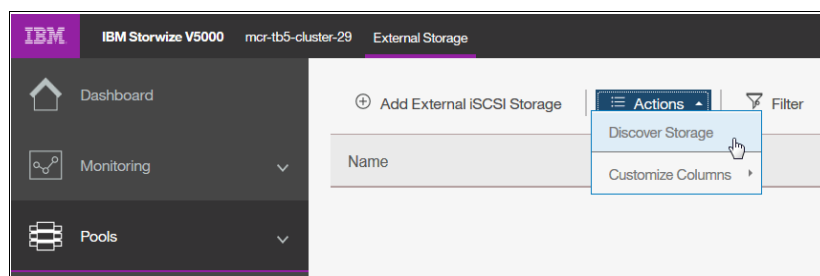 IBM IBM Storwize V5000 mcr-tb5-cluster-29 External Storage
Dashboard
Add External iSCSI Storage Actions Filter
Discover Storage
Monitoring
Name
Customize Columns
Pools